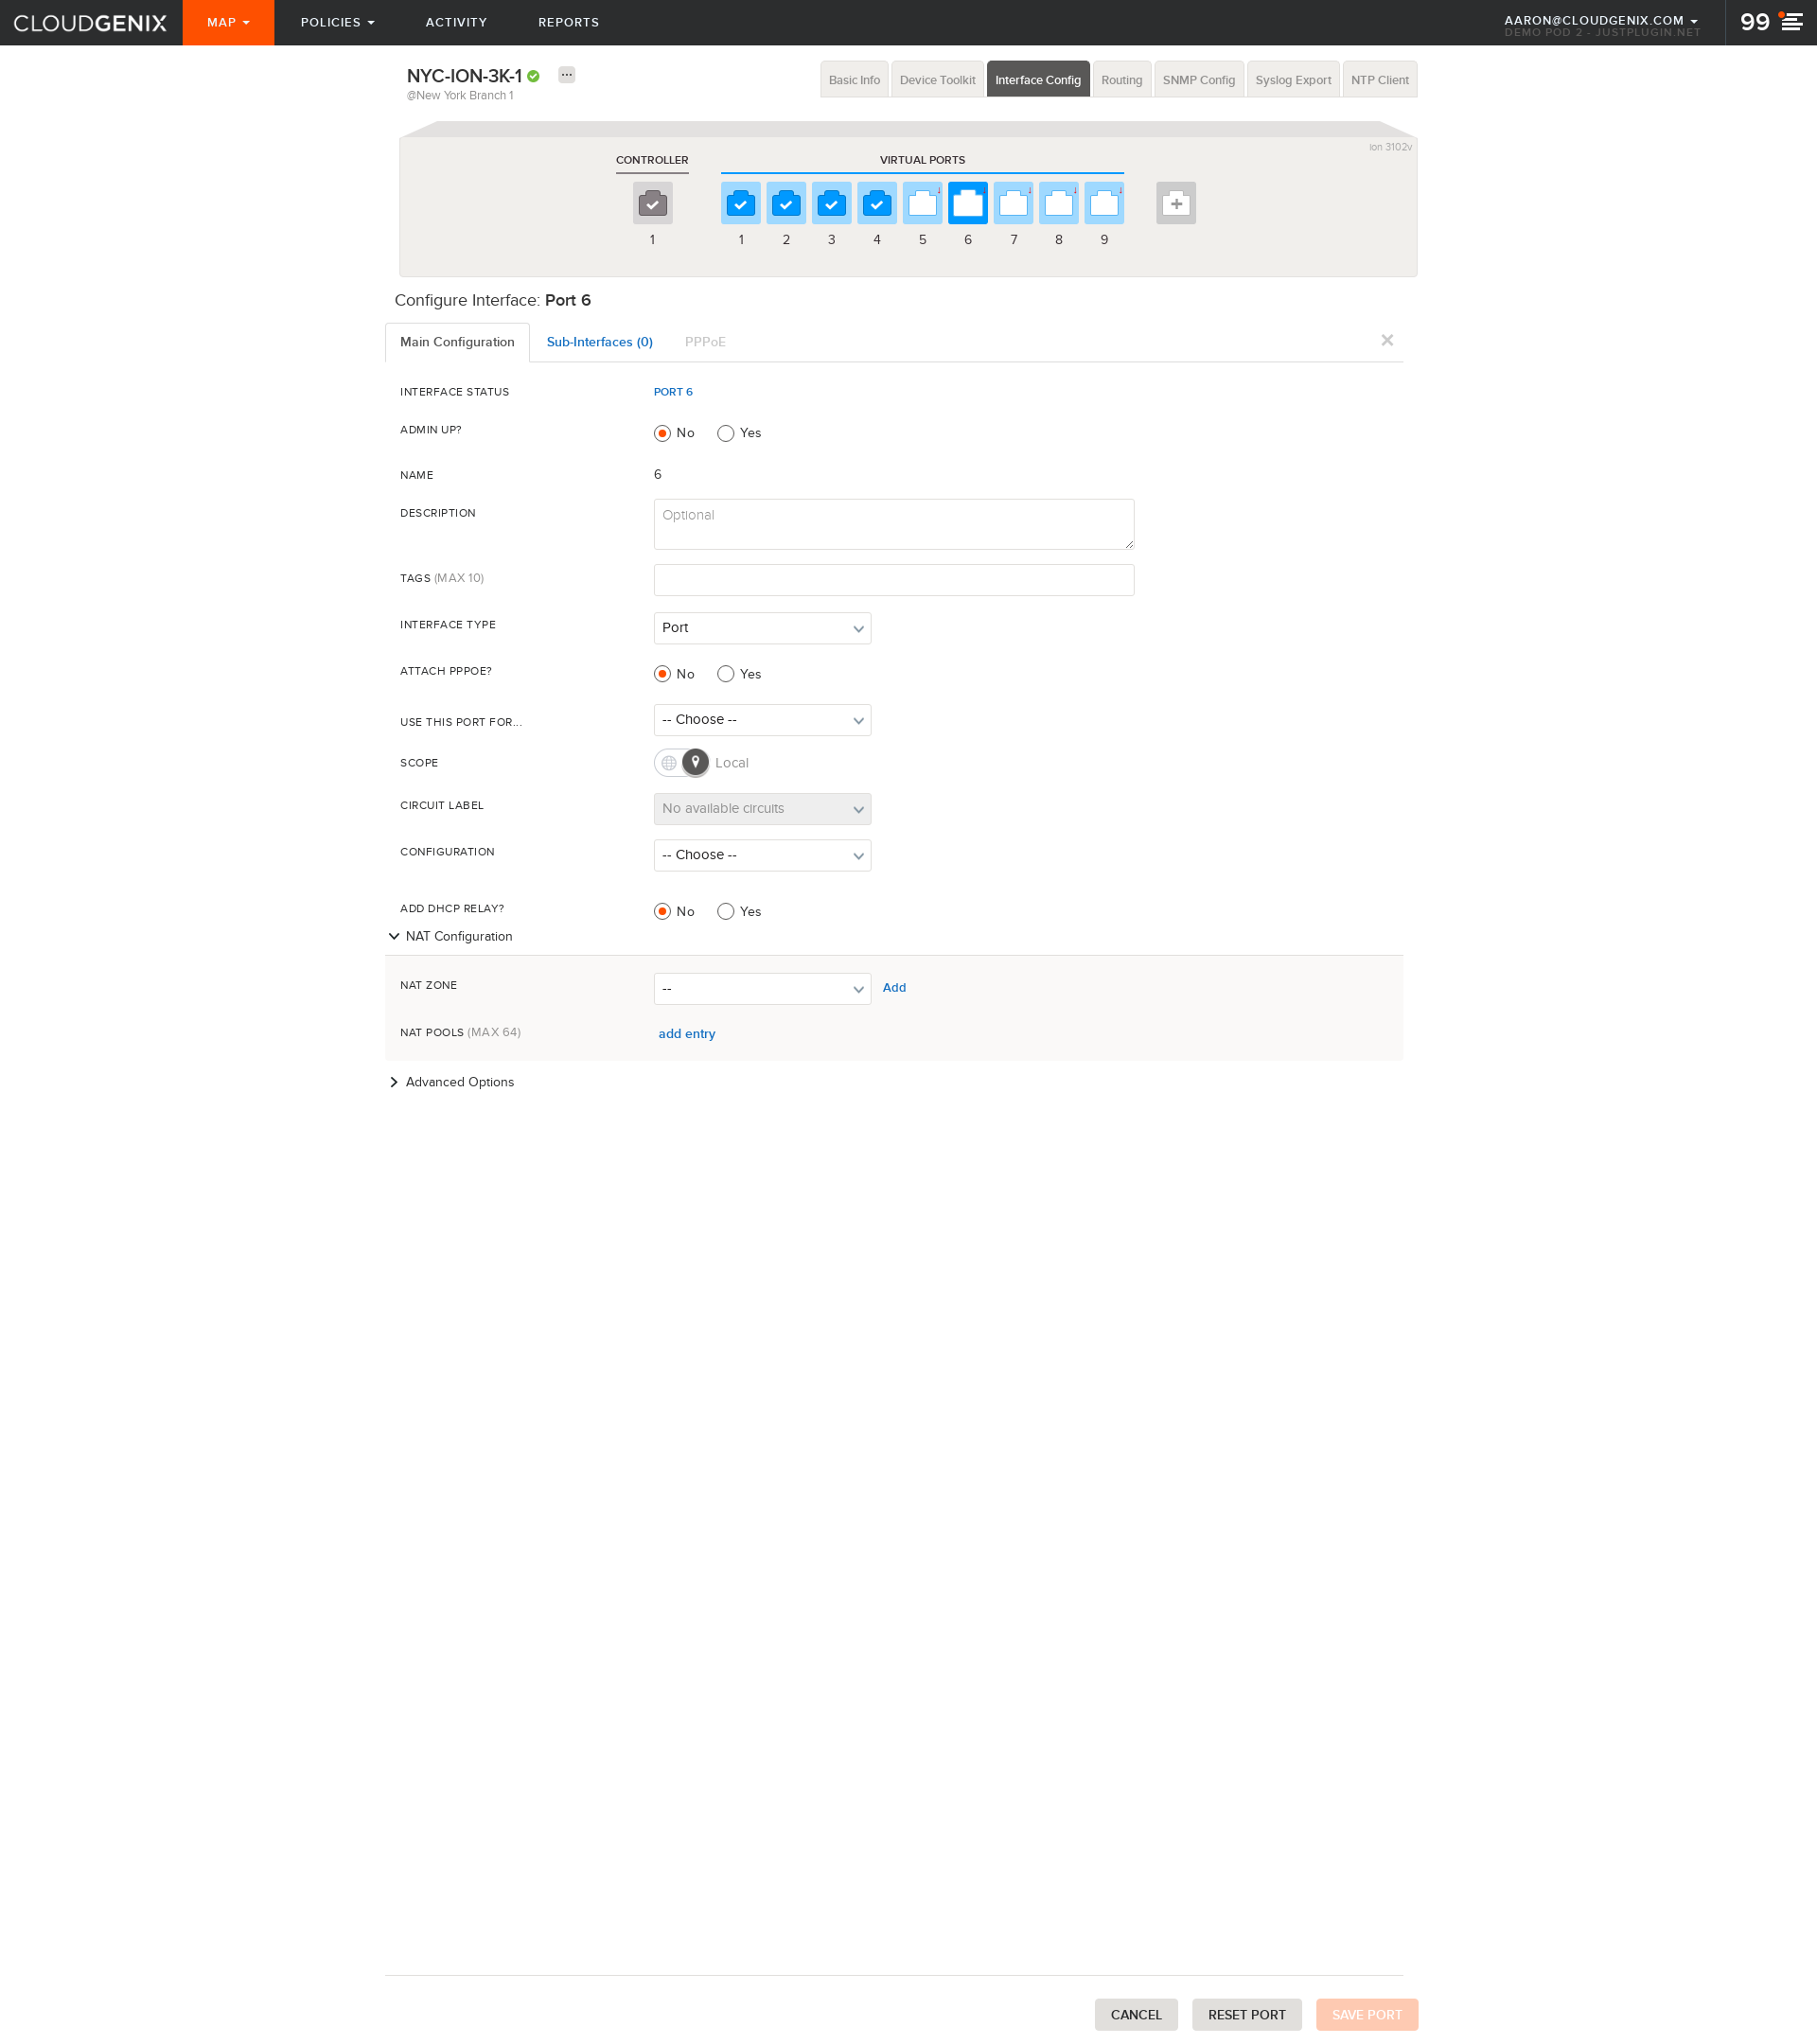 CLOUDGENIX
MAP
POLICIES
ACTIVITY
REPORTS
AARON@CLOUDGENIX.COM
DEMO POD 2 - JUSTPLUGIN.NET
99
NYC-ION-3K-1
@New York Branch 1
Basic Info
Device Toolkit
Interface Config
Routing
SNMP Config
Syslog Export
NTP Client
ion 3102v
CONTROLLER
VIRTUAL PORTS
1
1 2 3 4 5 6 7 8 9
Configure Interface: Port 6
Main Configuration
Sub-Interfaces (0)
PPPoE
INTERFACE STATUS
PORT 6
ADMIN UP?
No Yes
NAME
6
DESCRIPTION
Optional
TAGS (MAX 10)
INTERFACE TYPE
Port
ATTACH PPPOE?
No Yes
USE THIS PORT FOR...
-- Choose --
SCOPE
Local
CIRCUIT LABEL
No available circuits
CONFIGURATION
-- Choose --
ADD DHCP RELAY?
No Yes
NAT Configuration
NAT ZONE
--
Add
NAT POOLS (MAX 64)
add entry
Advanced Options
CANCEL
RESET PORT
SAVE PORT